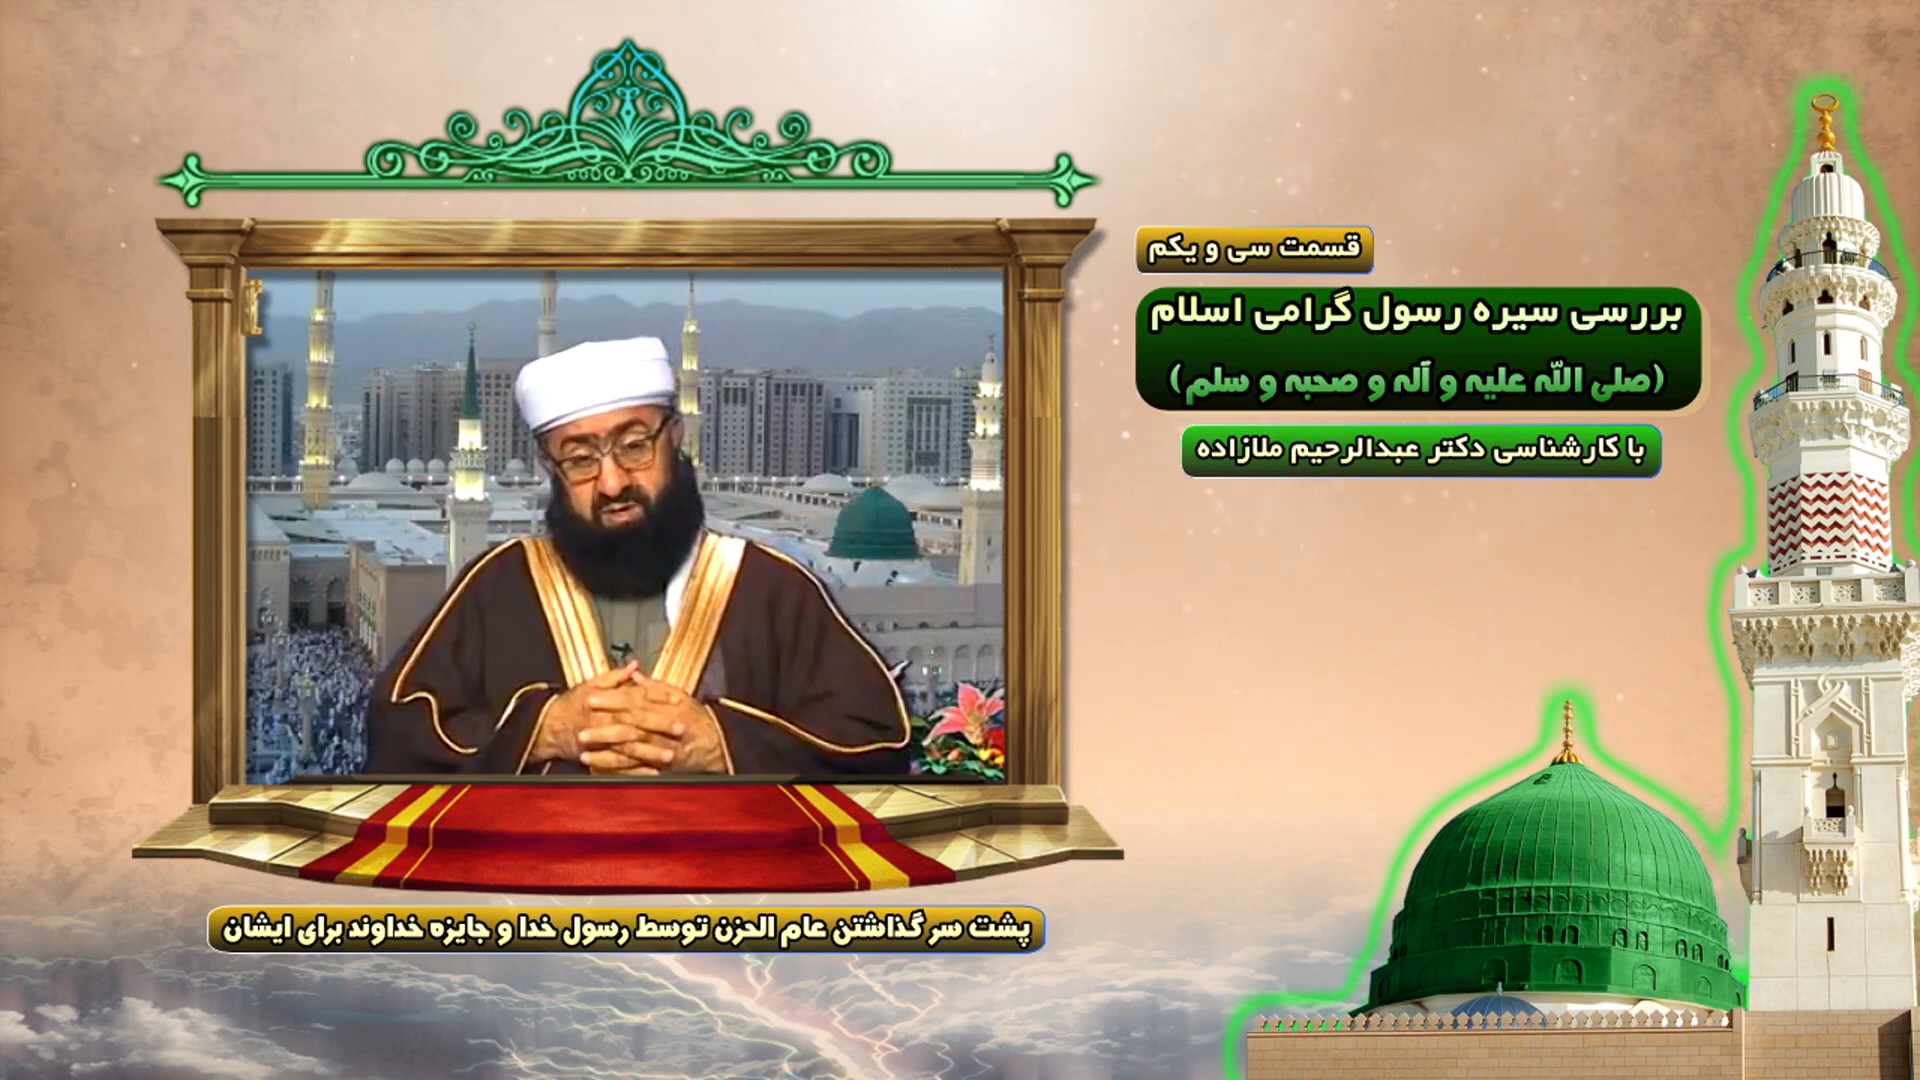 قسمت سی و یکم
بررسی سیره رسول گرامی اسلام
(صلی الله علیه و آله و صحبه و سلم)
با کارشناسی دکتر عبدالرحیم ملازاده
پشت سر گذاشتن عام الحزن توسط رسول خدا و جایزه خداوند برای ایشان